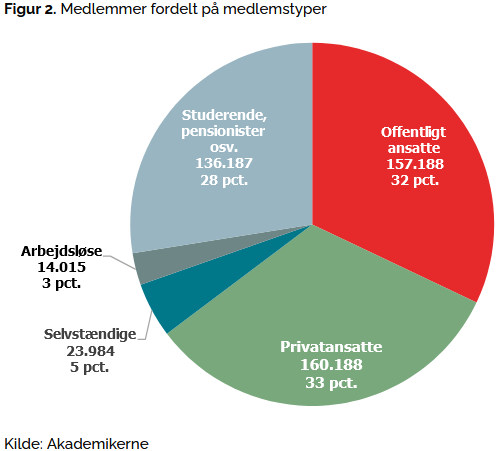 Figur 2. Medlemmer fordelt på medlemstyper
Studerende,
pensionister
osv.
136.187
28 pct.
Offentligt
ansatte
157.188
32 pct.
Arbejdsløse
14.015
3 pct.
Selvstændige
23.984
5 pct.
Privatansatte
160.188
33 pct.
Kilde: Akademikerne